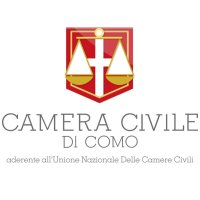 CAMERA CIVILE
DI COMO
aderente all'Unione Nazionale Delle Camere Civili